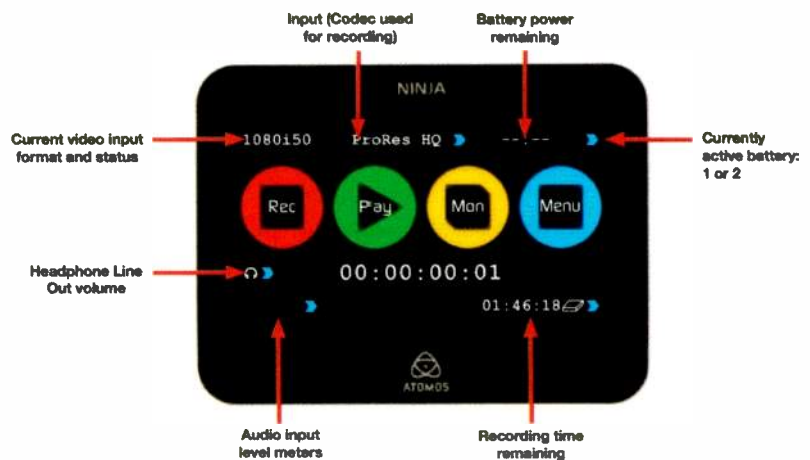 Input (Codec used
for recording)
Battery power
remaining
NINJA
Current video input
format and status
1080i50
ProRes HQ
--:--
Currently
active battery:
1 or 2
Rec
Play
Mon
Menu
Headphone Line
Out volume
00:00:00:01
01:46:18
ATOMOS
Audio input
level meters
Recording time
remaining